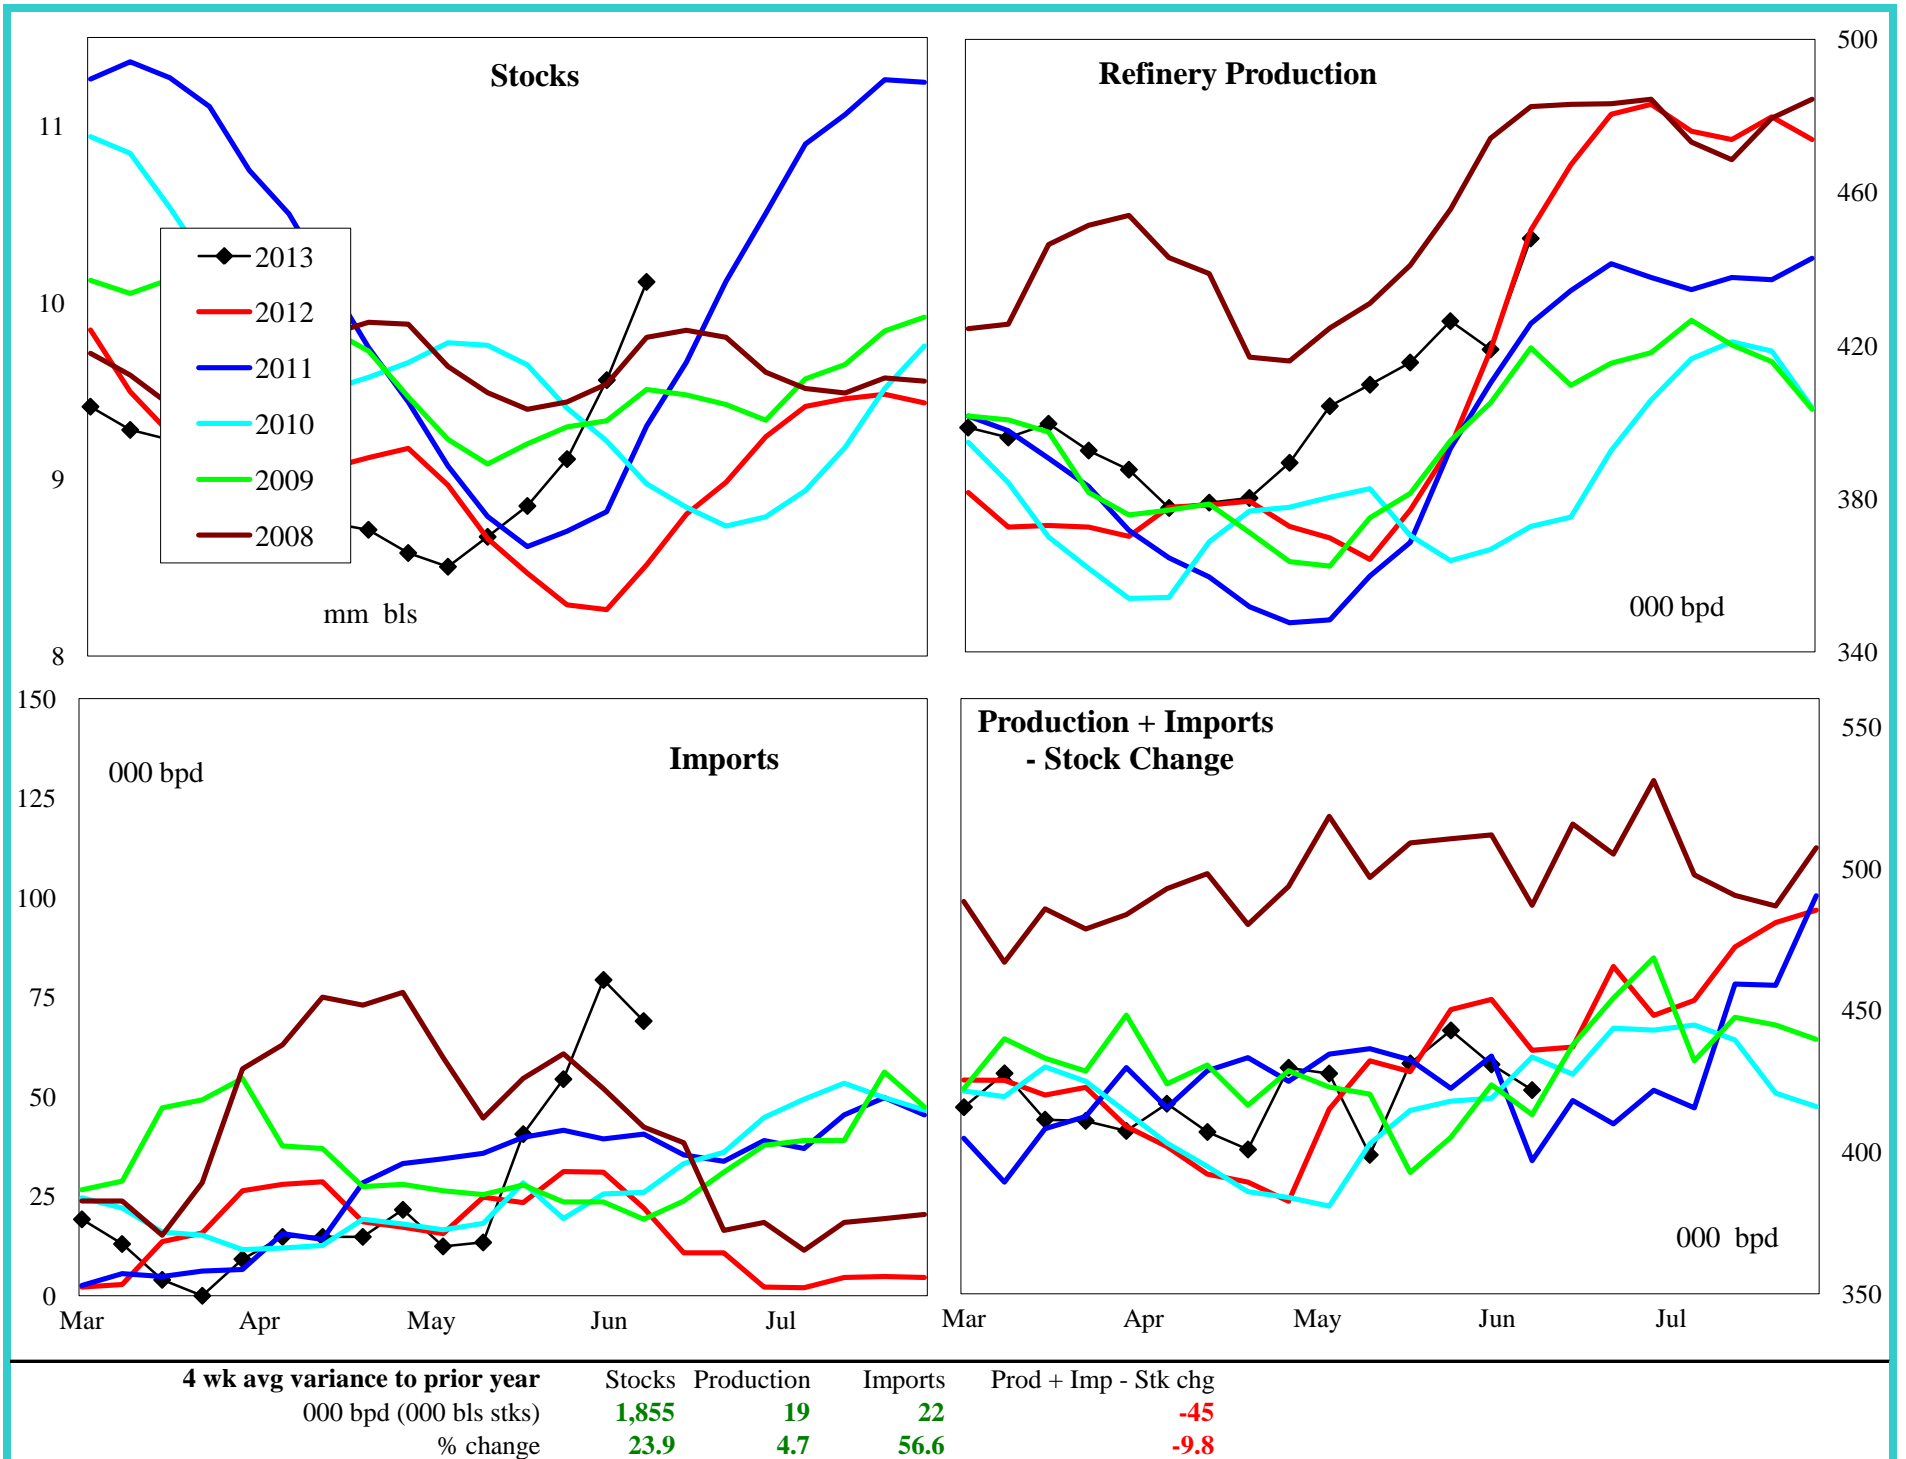 Stocks
11
10
9
8
2013
2012
2011
2010
2009
2008
mm bls
Refinery Production
500
460
420
380
340
000 bpd
150
125
100
75
50
25
0
000 bpd
Imports
Mar Apr May Jun Jul
Production + Imports
- Stock Change
550
500
450
400
350
000 bpd
Mar Apr May Jun Jul
4 wk avg variance to prior year Stocks Production Imports Prod + Imp - Stk chg
000 bpd (000 bls stks) 1,855 19 22 -45
% change 23.9 4.7 56.6 -9.8